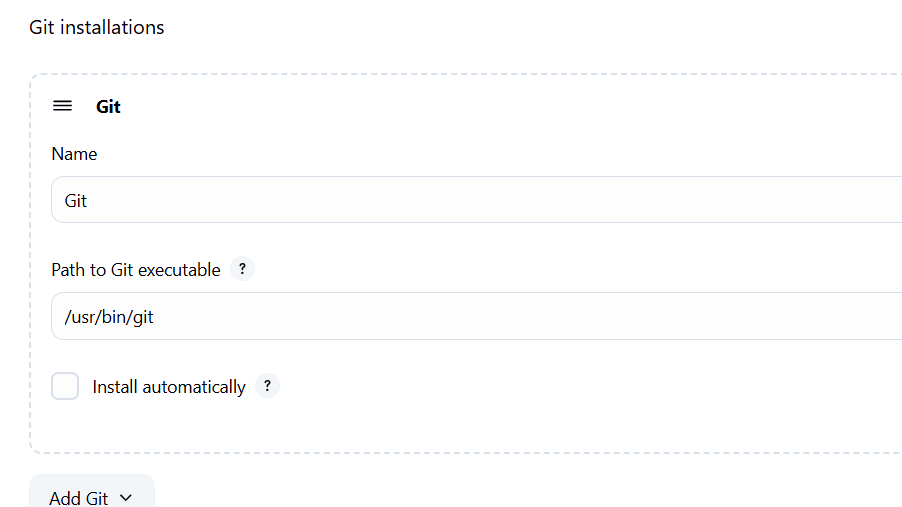 Git installations
Git
Name
Git
Path to Git executable ?
/usr/bin/git
Install automatically ?
Add Git